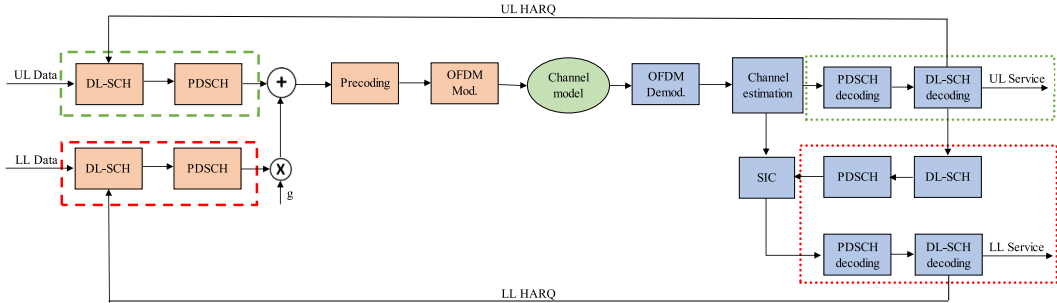 UL HARQ
UL Data
DL-SCH
PDSCH
+
Precoding
OFDM
Mod.
Channel
model
OFDM
Demod.
Channel
estimation
PDSCH
decoding
DL-SCH
decoding
UL Service
LL Data
DL-SCH
PDSCH
X
g
SIC
PDSCH
DL-SCH
PDSCH
decoding
DL-SCH
decoding
LL Service
LL HARQ